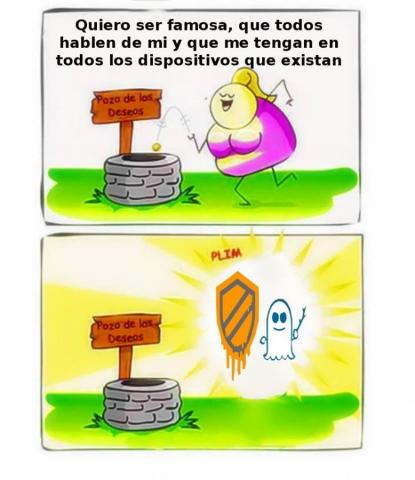 Quiero ser famosa, que todos
hablen de mi y que me tengan en
todos los dispositivos que existan
Pozo de los
Deseos
PLIM
Pozo de los
Deseos